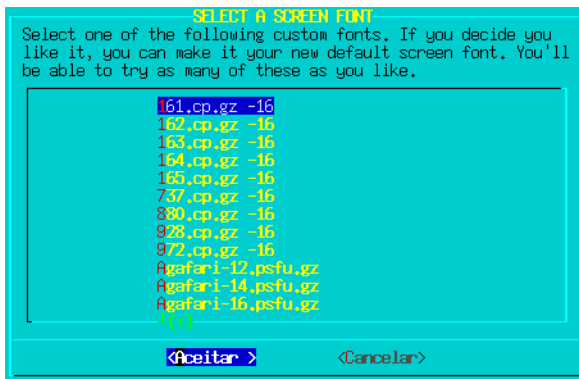 SELECT A SCREEN FONT
Select one of the following custom fonts. If you decide you
like it, you can make it your new default screen font. You'll
be able to try as many of these as you like.
161.cp.gz -16
162.cp.gz -16
163.cp.gz -16
164.cp.gz -16
165.cp.gz -16
737.cp.gz -16
880.cp.gz -16
928.cp.gz -16
972.cp.gz -16
Agafari-12.psfu.gz
Agafari-14.psfu.gz
Agafari-16.psfu.gz
(+)
<Aceitar > <Cancelar>